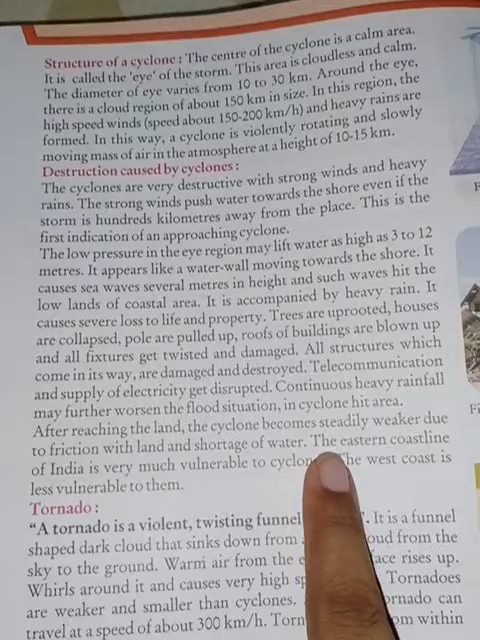 Structure of a cyclone : The centre of the cyclone is a calm area.
It is called the 'eye' of the storm. This area is cloudless and calm.
The diameter of eye varies from 10 to 30 km. Around the eye,
there is a cloud region of about 150 km in size. In this region, the
high speed winds (speed about 150-200 km/h) and heavy rains are
formed. In this way, a cyclone is violently rotating and slowly
moving mass of air in the atmosphere at a height of 10-15 km.
Destruction caused by cyclones :
The cyclones are very destructive with strong winds and heavy
rains. The strong winds push water towards the shore even if the
storm is hundreds kilometres away from the place. This is the
first indication of an approaching cyclone.
The low pressure in the eye region may lift water as high as 3 to 12
metres. It appears like a water-wall moving towards the shore. It
causes sea waves several metres in height and such waves hit the
low lands of coastal area. It is accompanied by heavy rain. It
causes severe loss to life and property. Trees are uprooted, houses
are collapsed, pole are pulled up, roofs of buildings are blown up
and all fixtures get twisted and damaged. All structures which
come in its way, are damaged and destroyed. Telecommunication
and supply of electricity get disrupted. Continuous heavy rainfall
may further worsen the flood situation, in cyclone hit area.
After reaching the land, the cyclone becomes steadily weaker due
to friction with land and shortage of water. The eastern coastline
of India is very much vulnerable to The west coast is
less vulnerable to them.
Tornado :
"A tornado is a violent, twisting funnel It is a funnel
shaped dark cloud that sinks down from from the
sky to the ground. Warm air from the rises up.
Whirls around it and causes very high Tornadoes
are weaker and smaller than cyclones. can
travel at a speed of about 300 km/h. within